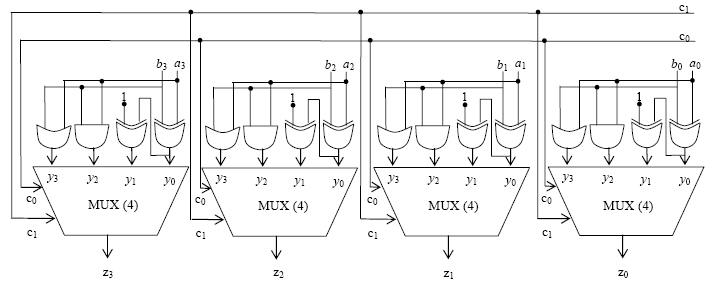 c1
c0
b3 a3 b2 a2 b1 a1 b0 a0
1 1 1 1
y3 y2 y1 y0 y3 y2 y1 y0 y3 y2 y1 y0 y3 y2 y1 y0
c0 MUX (4) c0 MUX (4) c0 MUX (4) c0 MUX (4)
c1 c1 c1 c1
z3 z2 z1 z0